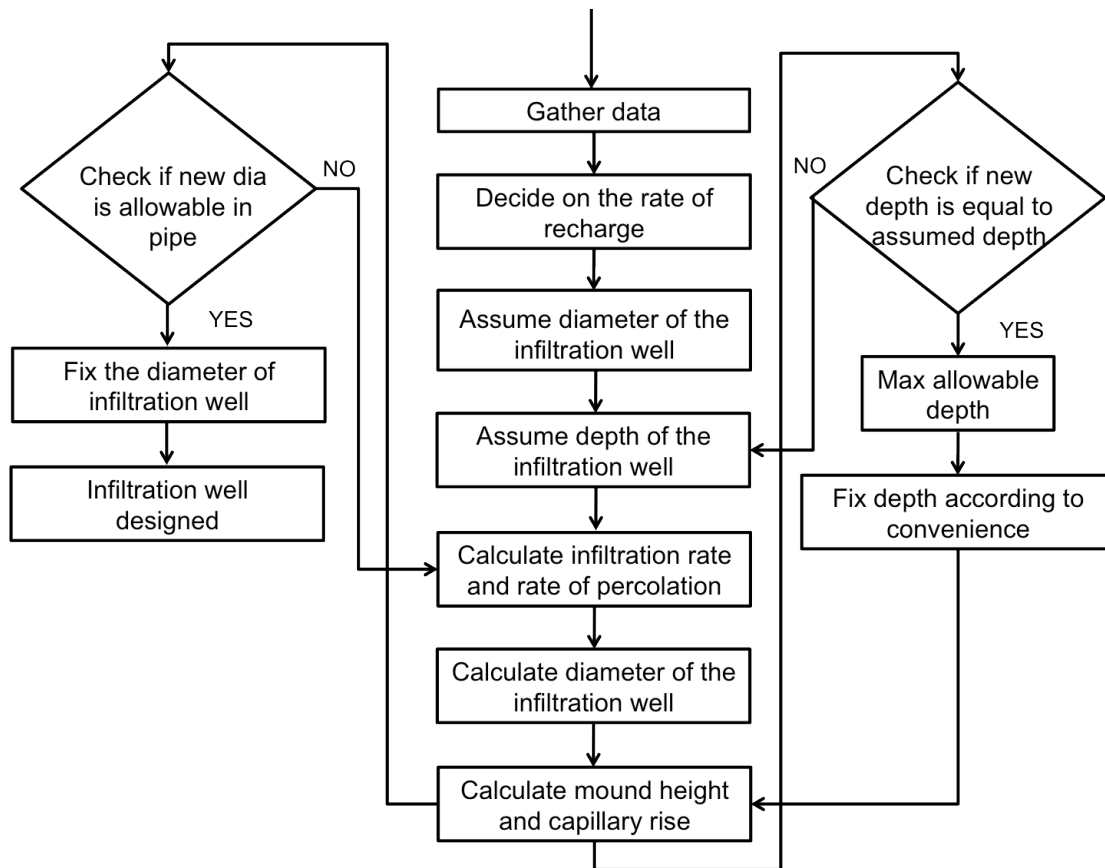 Gather data
Decide on the rate of
recharge
Assume diameter of the
infiltration well
Assume depth of the
infiltration well
Calculate infiltration rate
and rate of percolation
Calculate diameter of the
infiltration well
Calculate mound height
and capillary rise
Check if new dia
is allowable in
pipe
NO
YES
Fix the diameter of
infiltration well
Infiltration well
designed
Check if new
depth is equal to
assumed depth
NO
YES
Max allowable
depth
Fix depth according to
convenience